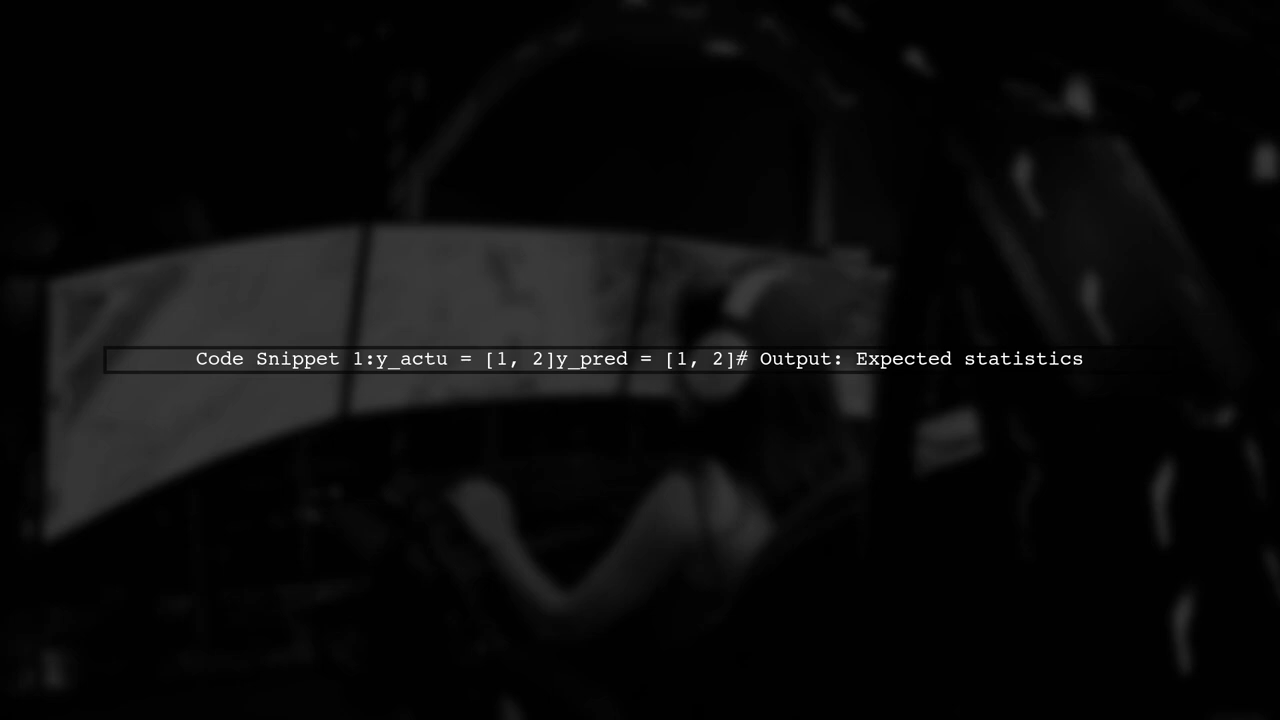 Code Snippet 1:y_actu = [1, 2]y_pred = [1, 2]# Output: Expected statistics